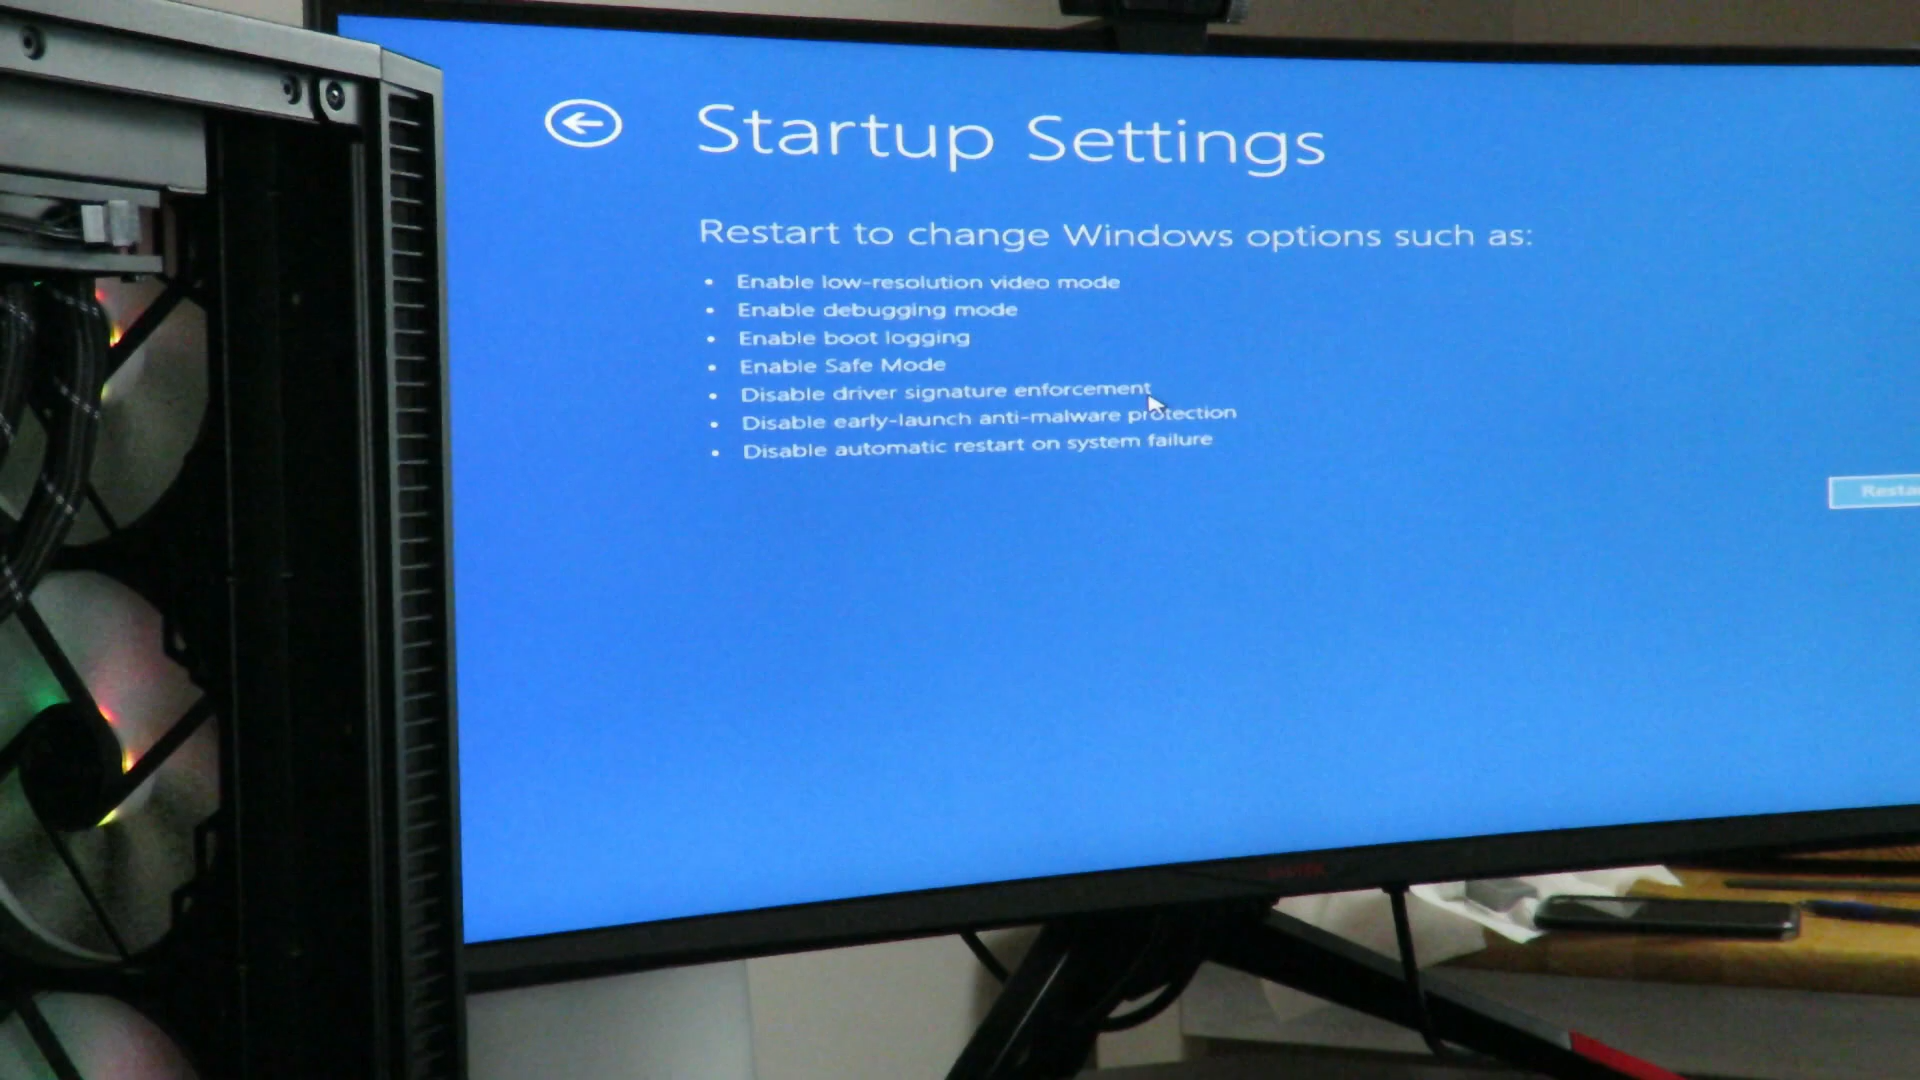 Startup Settings
Restart to change Windows options such as:
• Enable low-resolution video mode
• Enable debugging mode
• Enable boot logging
• Enable Safe Mode
• Disable driver signature enforcement
• Disable early-launch anti-malware protection
• Disable automatic restart on system failure
Resta